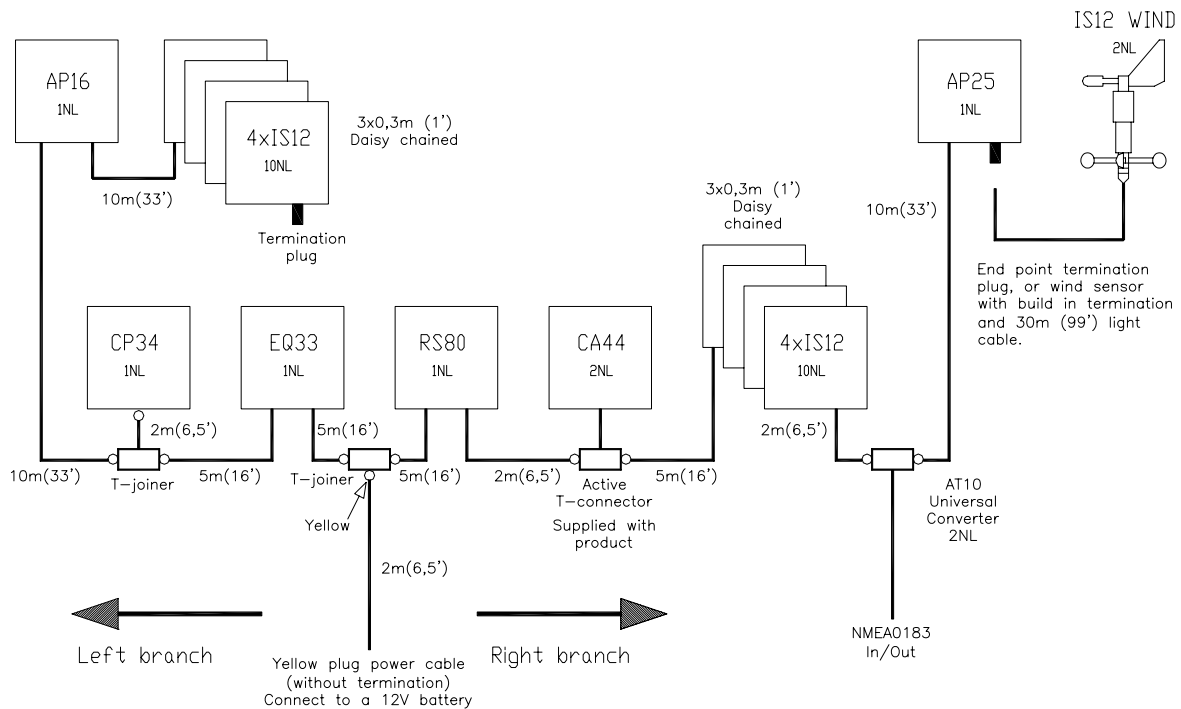 IS12 WIND
2NL
AP16
1NL
4xIS12
10NL
3x0,3m (1')
Daisy chained
10m(33')
Termination
plug
AP25
1NL
10m(33')
3x0,3m (1')
Daisy
chained
End point termination
plug, or wind sensor
with build in termination
and 30m (99') light
cable.
CP34
1NL
EQ33
1NL
RS80
1NL
CA44
2NL
4xIS12
10NL
2m(6,5')
5m(16')
2m(6,5')
10m(33')
T-joiner
5m(16')
T-joiner
5m(16')
2m(6,5')
Active
T-connector
Supplied with
product
5m(16')
AT10
Universal
Converter
2NL
Yellow
2m(6,5')
Left branch
Right branch
NMEA0183
In/Out
Yellow plug power cable
(without termination)
Connect to a 12V battery